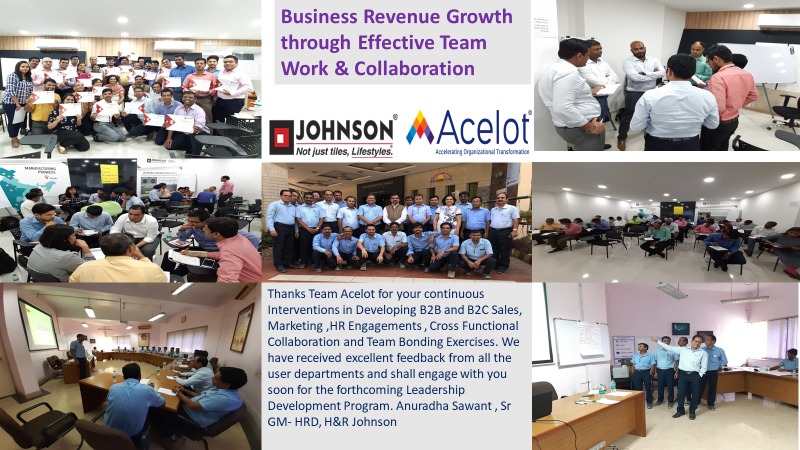 Business Revenue Growth
through Effective Team
Work & Collaboration
JOHNSON®
Not just tiles, Lifestyles.
Acelot®
Accelerating Organizational Transformation
MANUFACTURING
PROWESS
Thanks Team Acelot for your continuous
Interventions in Developing B2B and B2C Sales,
Marketing ,HR Engagements , Cross Functional
Collaboration and Team Bonding Exercises. We
have received excellent feedback from all the
user departments and shall engage with you
soon for the forthcoming Leadership
Development Program. Anuradha Sawant , Sr
GM- HRD, H&R Johnson